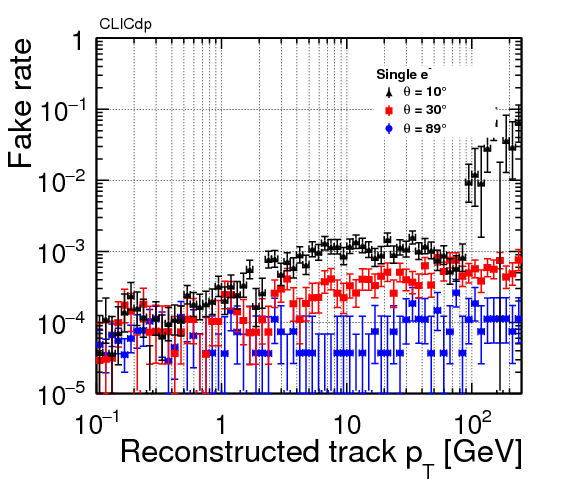 CLICdp
Fake rate
1
10⁻¹
10⁻²
10⁻³
10⁻⁴
10⁻⁵
Single e⁻
θ = 10°
θ = 30°
θ = 89°
10⁻¹ 1 10 10²
Reconstructed track p_T [GeV]